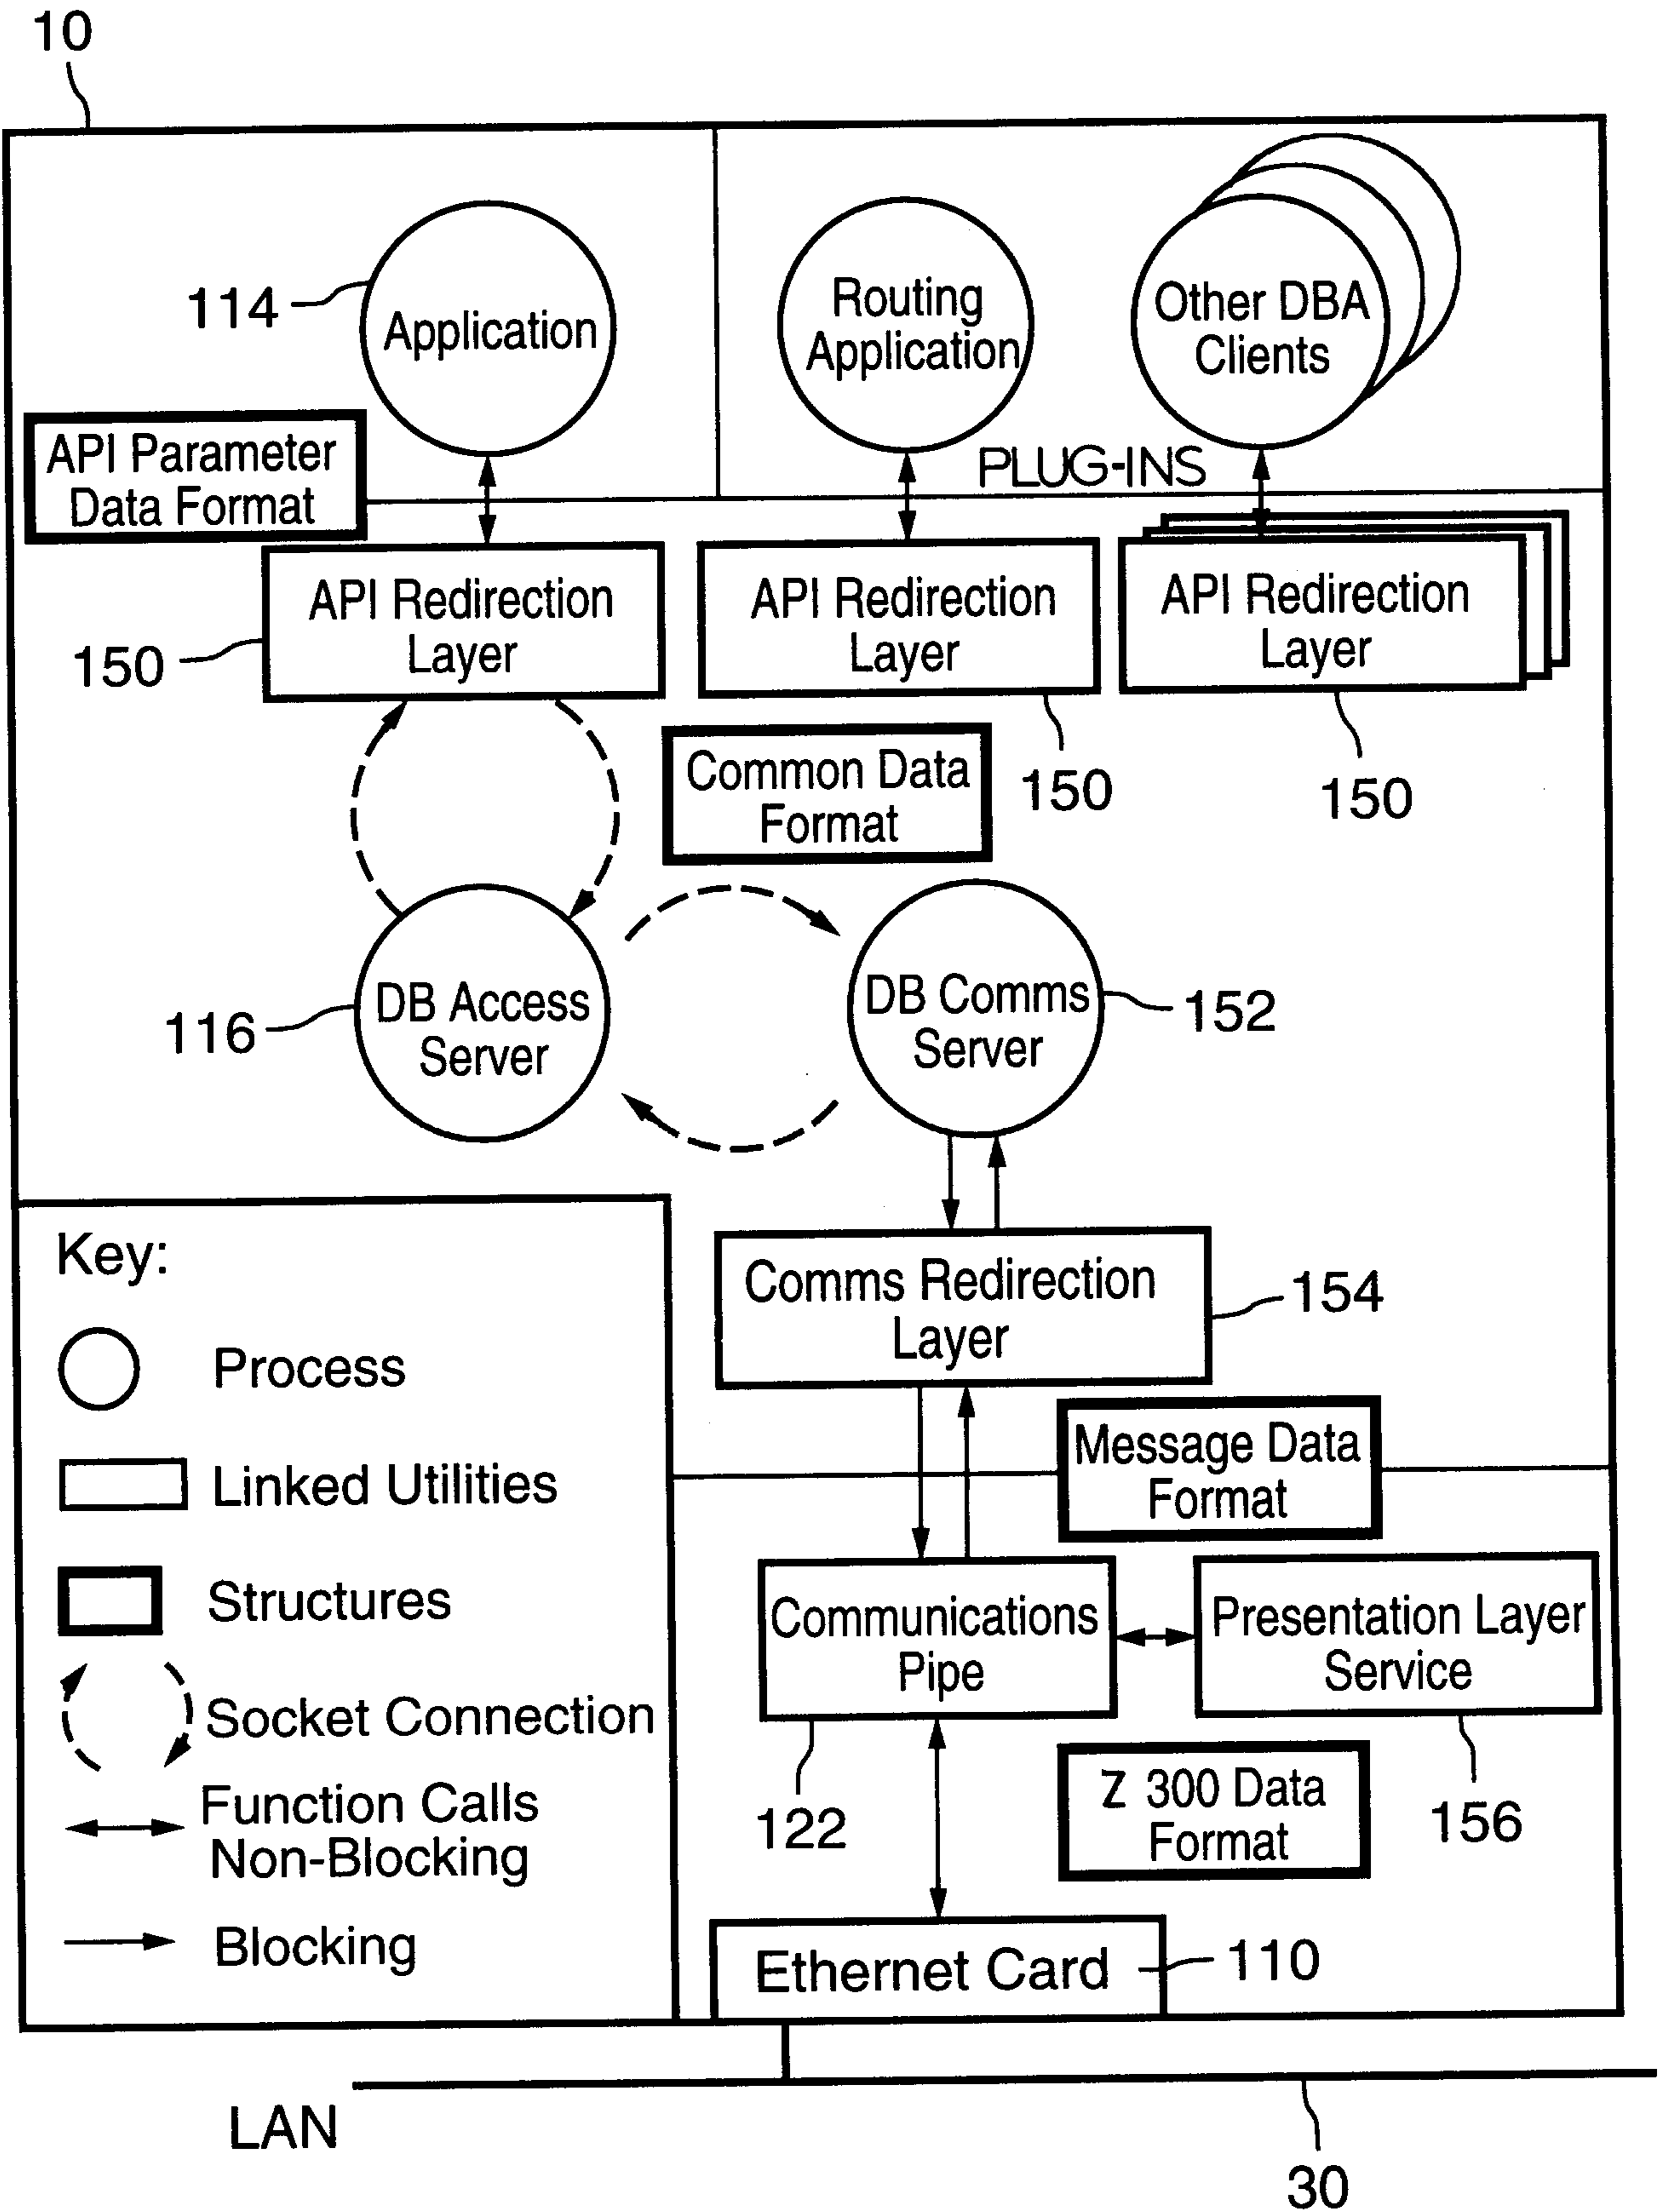 10
114
Application
Routing
Application
Other DBA
Clients
API Parameter
Data Format
PLUG-INS
API Redirection
Layer
150
API Redirection
Layer
150
API Redirection
Layer
150
Common Data
Format
DB Access
Server
116
DB Comms
Server
152
Comms Redirection
Layer
154
Message Data
Format
Communications
Pipe
122
Presentation Layer
Service
156
Z 300 Data
Format
Ethernet Card
110
Key:
Process
Linked Utilities
Structures
Socket Connection
Function Calls
Non-Blocking
Blocking
LAN
30